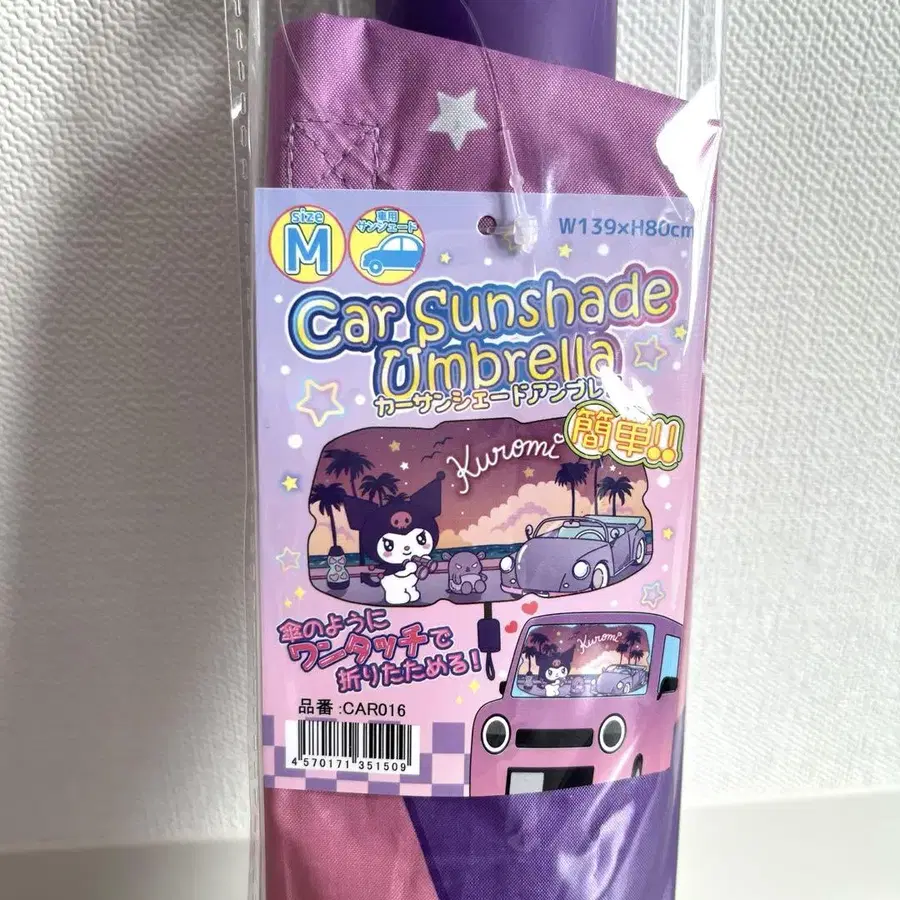 size
M
車用
サンシェード
W139×H80cm
Car Sunshade
Umbrella
カーサンシェードアンブレ
簡単!!
Kuromi
Kuromi
傘のように
ワンタッチで
折りたためる!
品番:CAR016
4 570171 351509